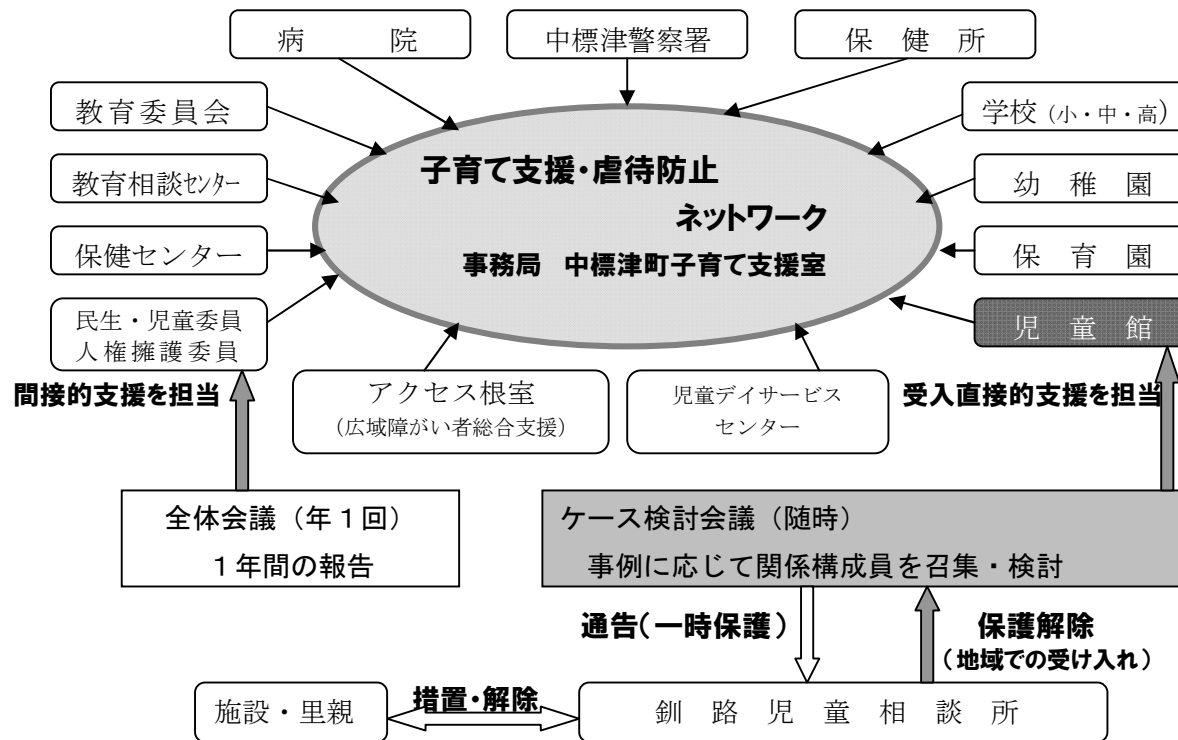 病　　院
中標津警察署
保　健　所
教育委員会
学校（小・中・高）
教育相談ｾﾝﾀｰ
幼　稚　園
保健センター
保　育　園
民生・児童委員
人権擁護委員
児　童　館
子育て支援・虐待防止
ネットワーク
事務局　中標津町子育て支援室
間接的支援を担当
アクセス根室
（広域障がい者総合支援）
児童デイサービス
センター
受入直接的支援を担当
全体会議（年１回）
１年間の報告
ケース検討会議（随時）
事例に応じて関係構成員を召集・検討
通告（一時保護）
保護解除
（地域での受け入れ）
施設・里親
措置・解除
釧　路　児　童　相　談　所